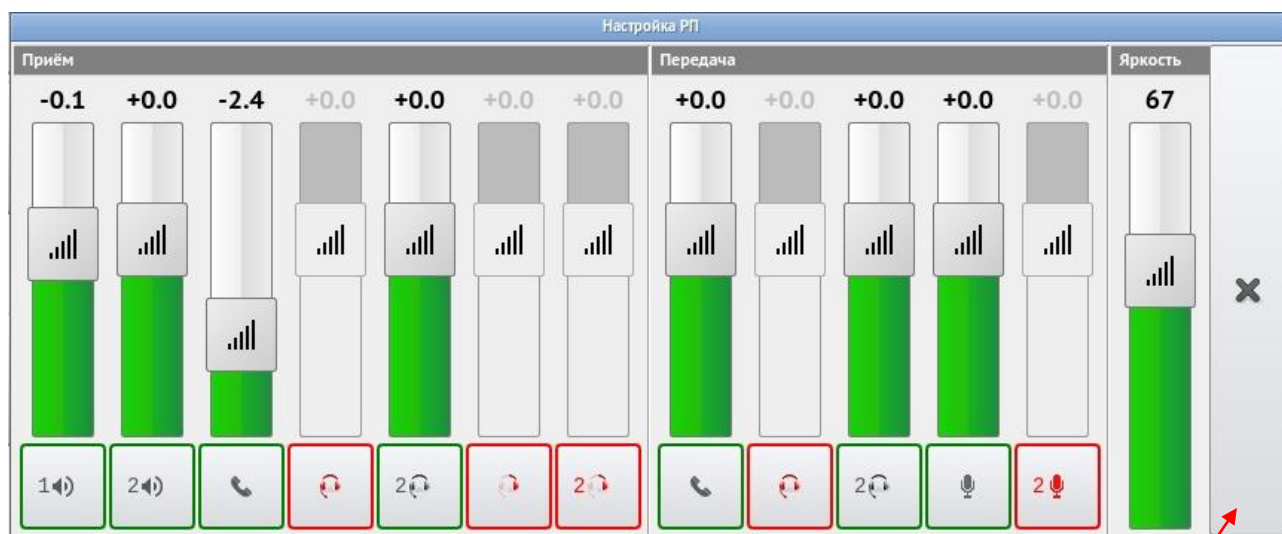 Настройка РП
Приём Передача Яркость
-0.1 +0.0 -2.4 +0.0 +0.0 +0.0 +0.0 +0.0 +0.0 +0.0 +0.0 +0.0 67
1 2 2 2 2 2